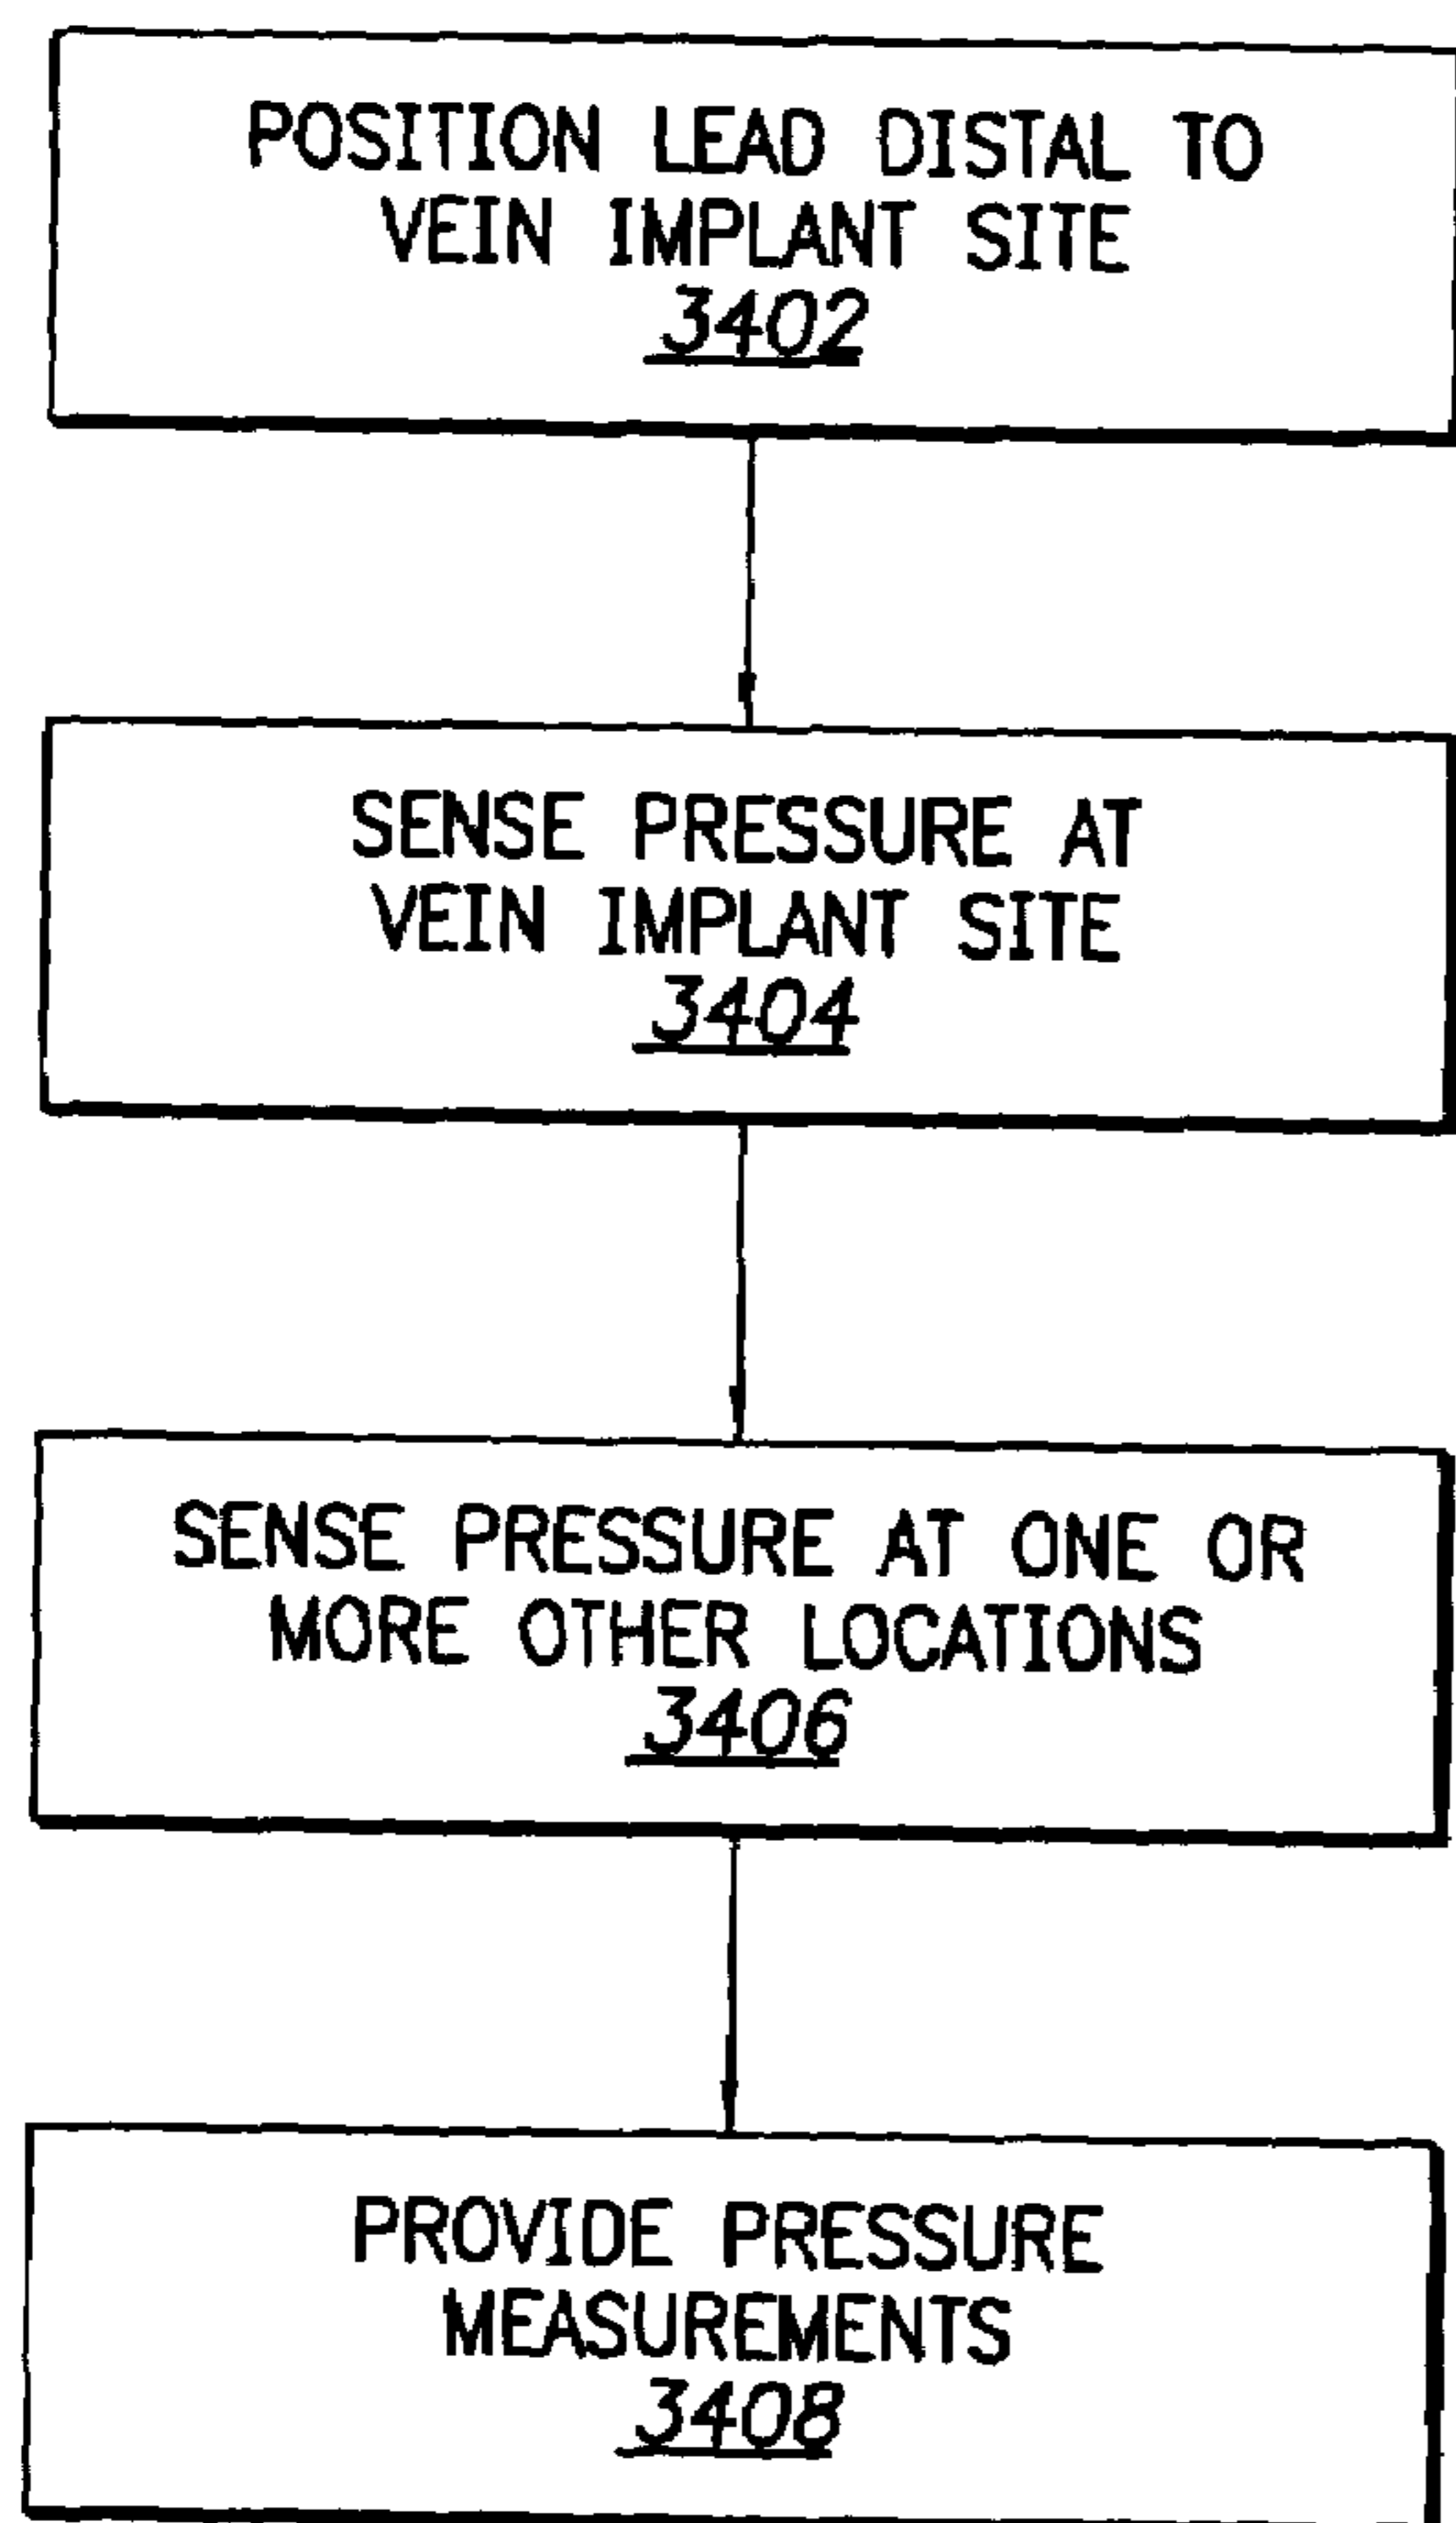 POSITION LEAD DISTAL TO
VEIN IMPLANT SITE
3402
SENSE PRESSURE AT
VEIN IMPLANT SITE
3404
SENSE PRESSURE AT ONE OR
MORE OTHER LOCATIONS
3406
PROVIDE PRESSURE
MEASUREMENTS
3408